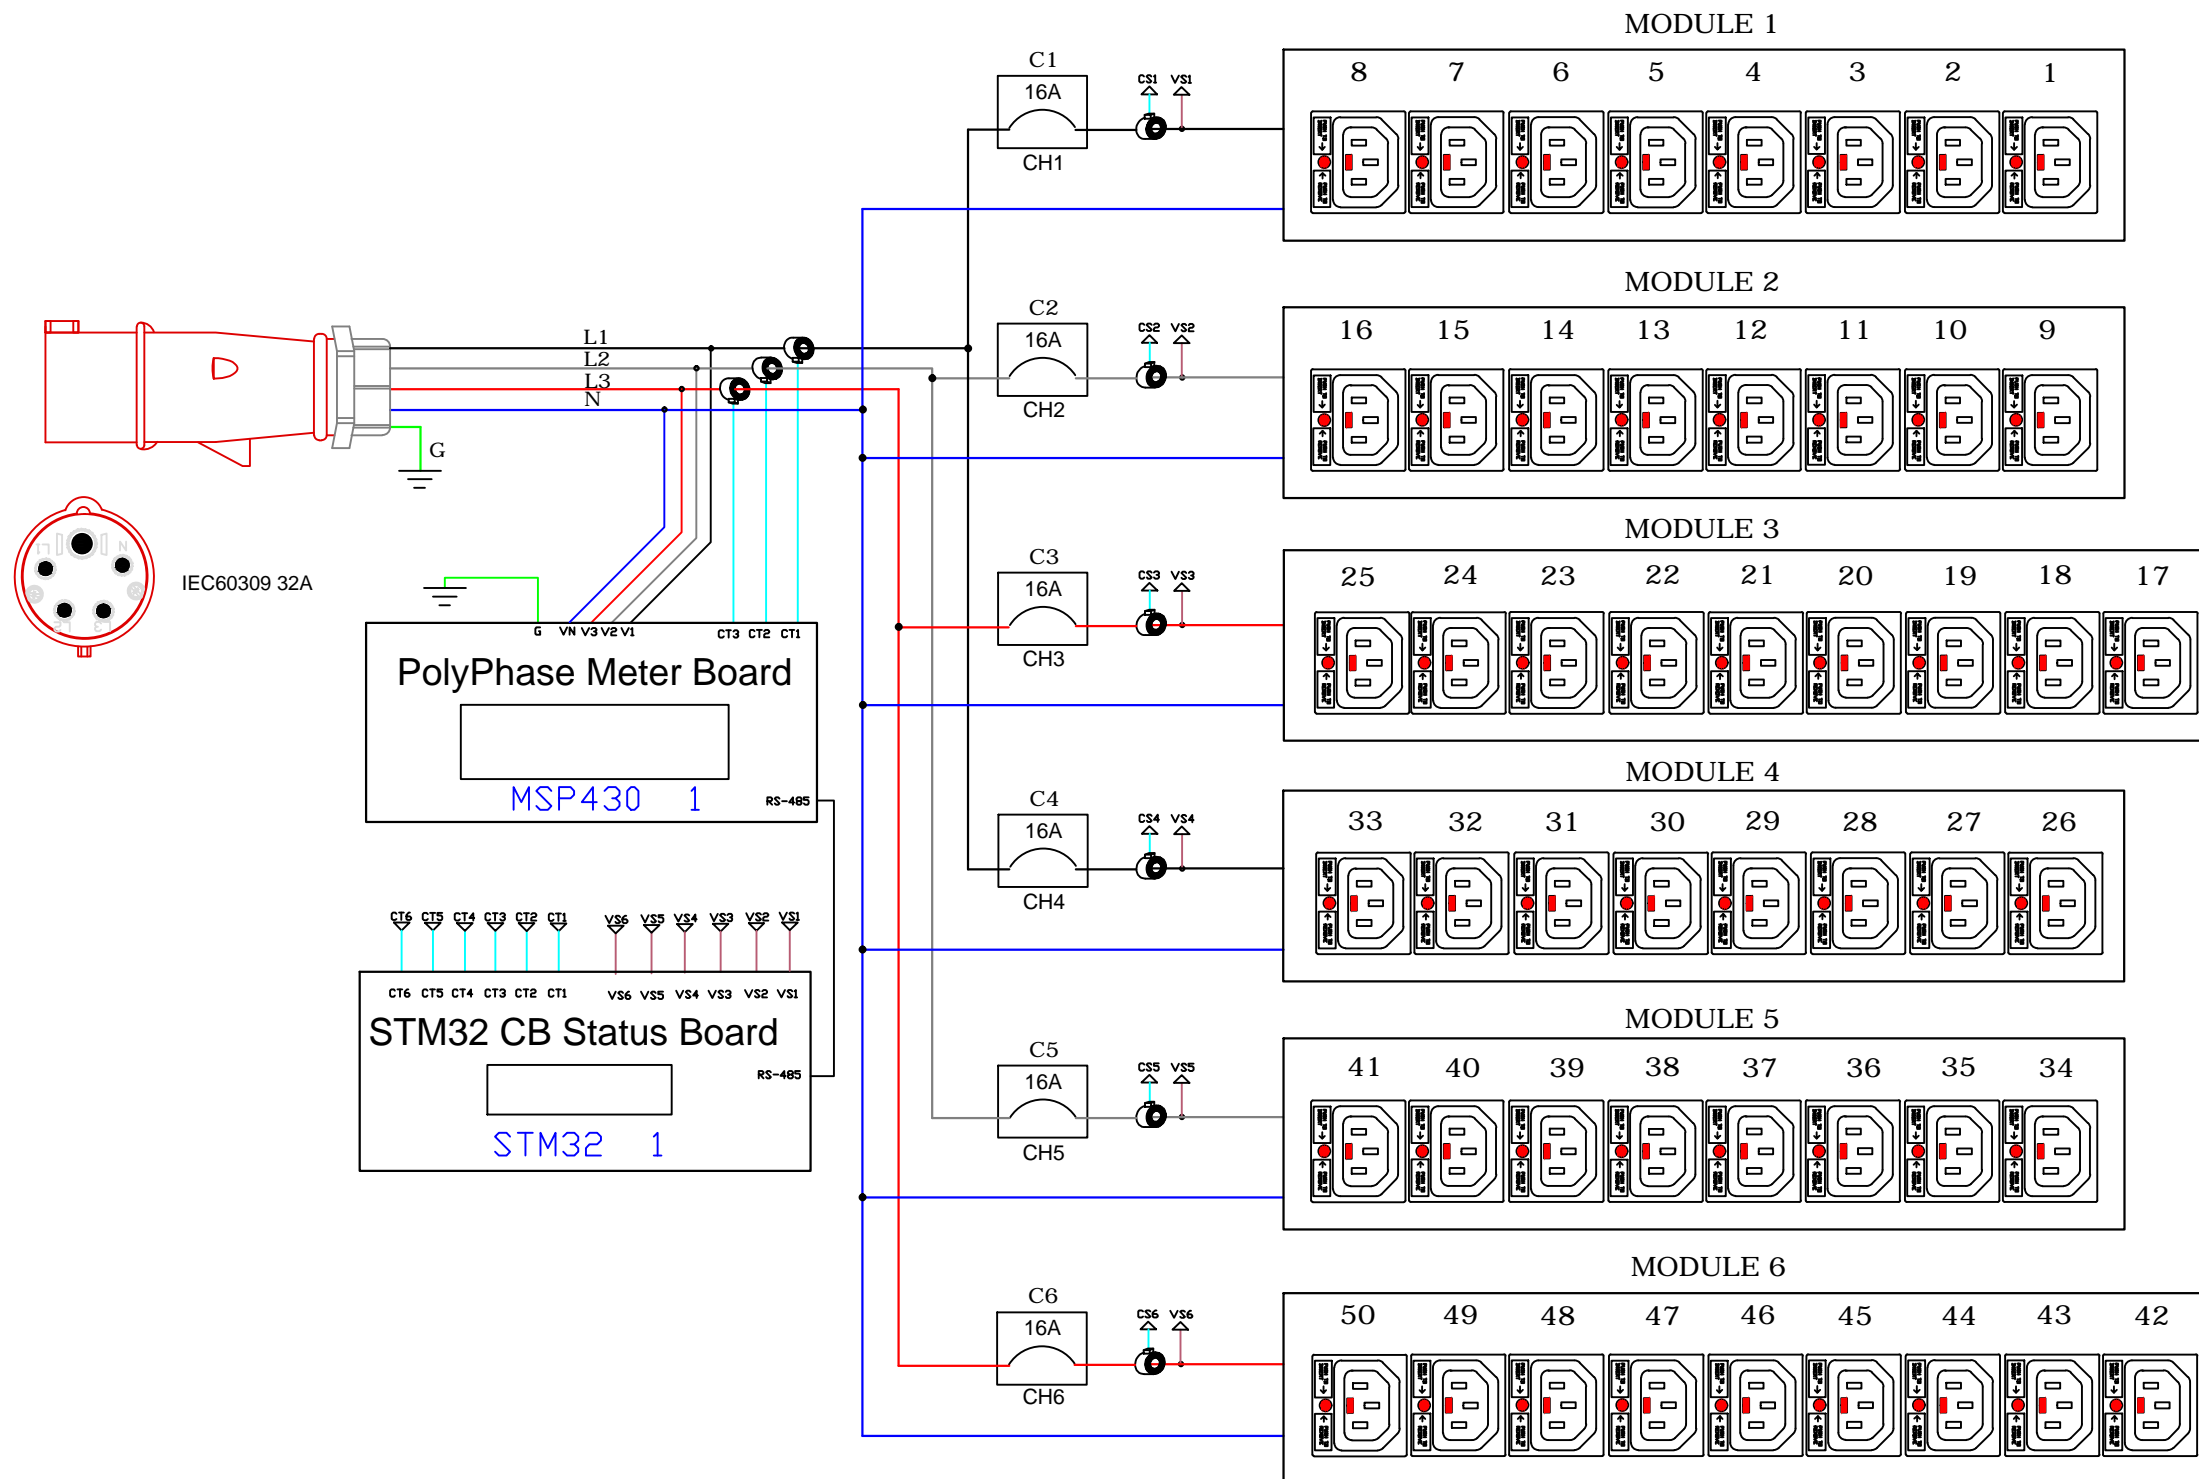 MODULE 1
C1
16A
CH1
CS1 VS1
8 7 6 5 4 3 2 1
MODULE 2
C2
16A
CH2
CS2 VS2
16 15 14 13 12 11 10 9
L1
L2
L3
N
G
IEC60309 32A
MODULE 3
C3
16A
CH3
CS3 VS3
25 24 23 22 21 20 19 18 17
G VN V3 V2 V1 CT3 CT2 CT1
PolyPhase Meter Board
MSP430 1
RS-485
MODULE 4
C4
16A
CH4
CS4 VS4
33 32 31 30 29 28 27 26
CT6 CT5 CT4 CT3 CT2 CT1 VS6 VS5 VS4 VS3 VS2 VS1
CT6 CT5 CT4 CT3 CT2 CT1 VS6 VS5 VS4 VS3 VS2 VS1
STM32 CB Status Board
RS-485
STM32 1
MODULE 5
C5
16A
CH5
CS5 VS5
41 40 39 38 37 36 35 34
MODULE 6
C6
16A
CH6
CS6 VS6
50 49 48 47 46 45 44 43 42